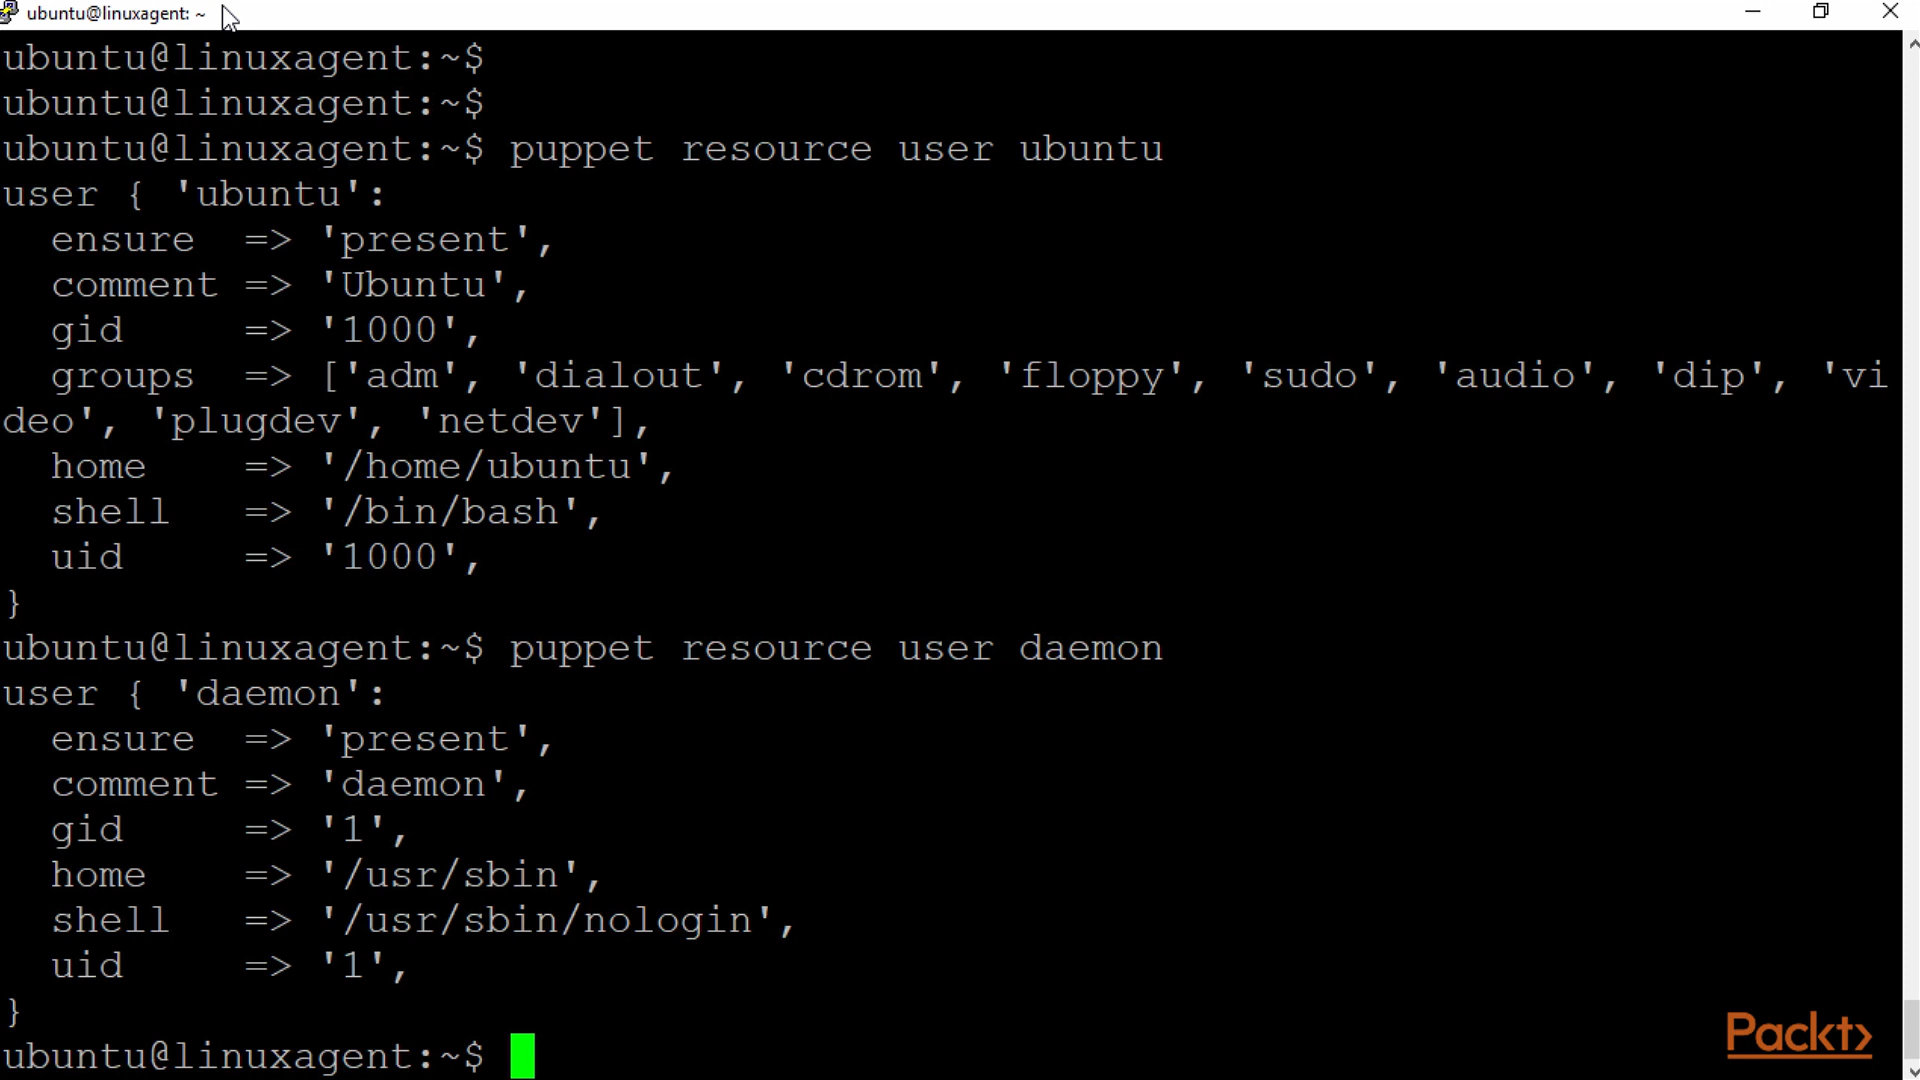 ubuntu@linuxagent: ~
ubuntu@linuxagent:~$
ubuntu@linuxagent:~$
ubuntu@linuxagent:~$ puppet resource user ubuntu
user { 'ubuntu':
  ensure  => 'present',
  comment => 'Ubuntu',
  gid     => '1000',
  groups  => ['adm', 'dialout', 'cdrom', 'floppy', 'sudo', 'audio', 'dip', 'vi
deo', 'plugdev', 'netdev'],
  home    => '/home/ubuntu',
  shell   => '/bin/bash',
  uid     => '1000',
}
ubuntu@linuxagent:~$ puppet resource user daemon
user { 'daemon':
  ensure  => 'present',
  comment => 'daemon',
  gid     => '1',
  home    => '/usr/sbin',
  shell   => '/usr/sbin/nologin',
  uid     => '1',
}
ubuntu@linuxagent:~$
Packt>